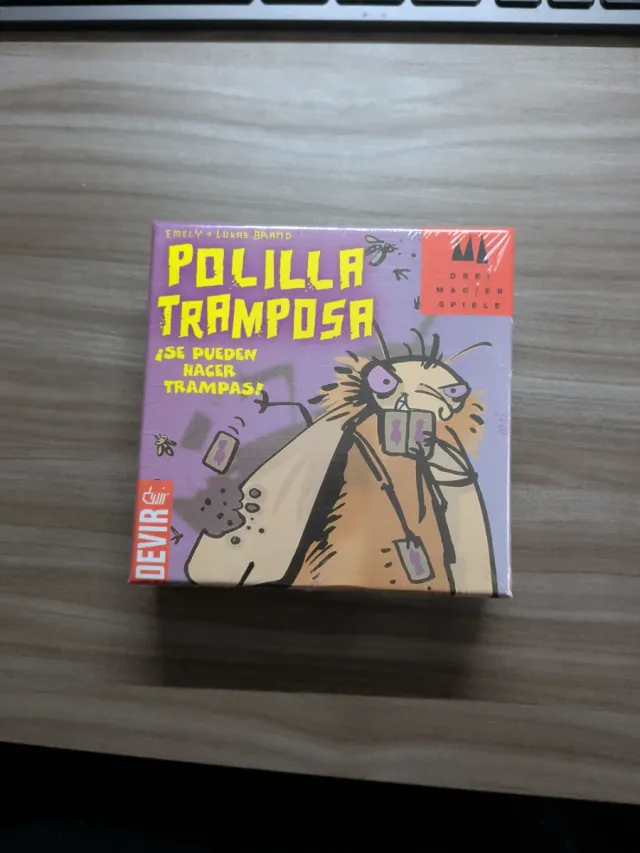 EMELY + LUKAS BRAND
POLILLA
TRAMPOSA
¡SE PUEDEN
HACER
TRAMPAS!
DREI
MAGIER
SPIELE
DEVIR